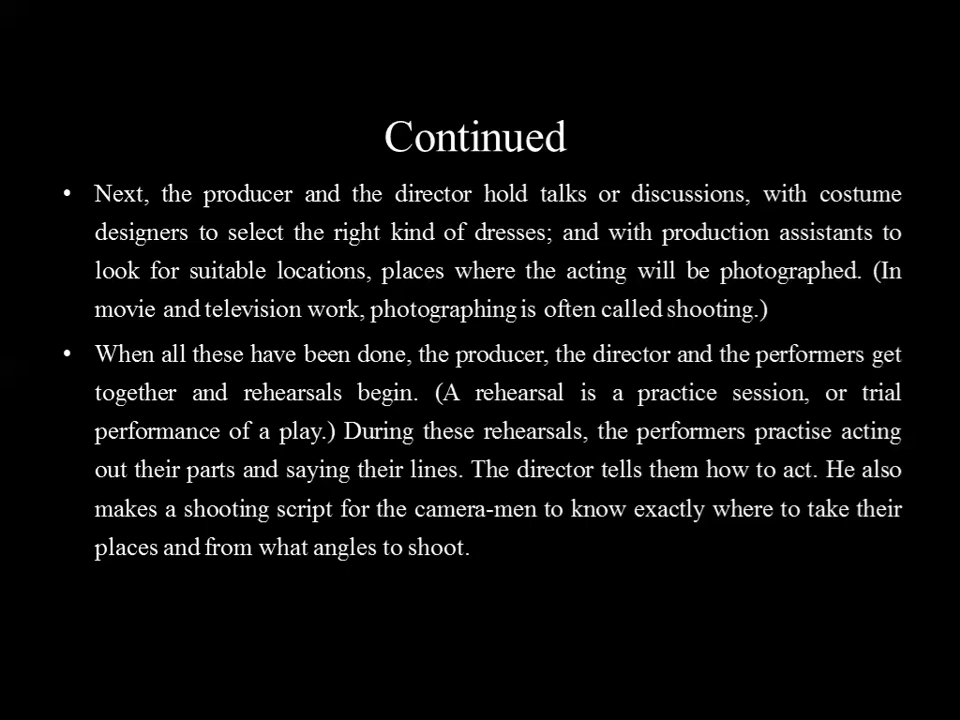 Continued
• Next, the producer and the director hold talks or discussions, with costume
designers to select the right kind of dresses; and with production assistants to
look for suitable locations, places where the acting will be photographed. (In
movie and television work, photographing is often called shooting.)
• When all these have been done, the producer, the director and the performers get
together and rehearsals begin. (A rehearsal is a practice session, or trial
performance of a play.) During these rehearsals, the performers practise acting
out their parts and saying their lines. The director tells them how to act. He also
makes a shooting script for the camera-men to know exactly where to take their
places and from what angles to shoot.